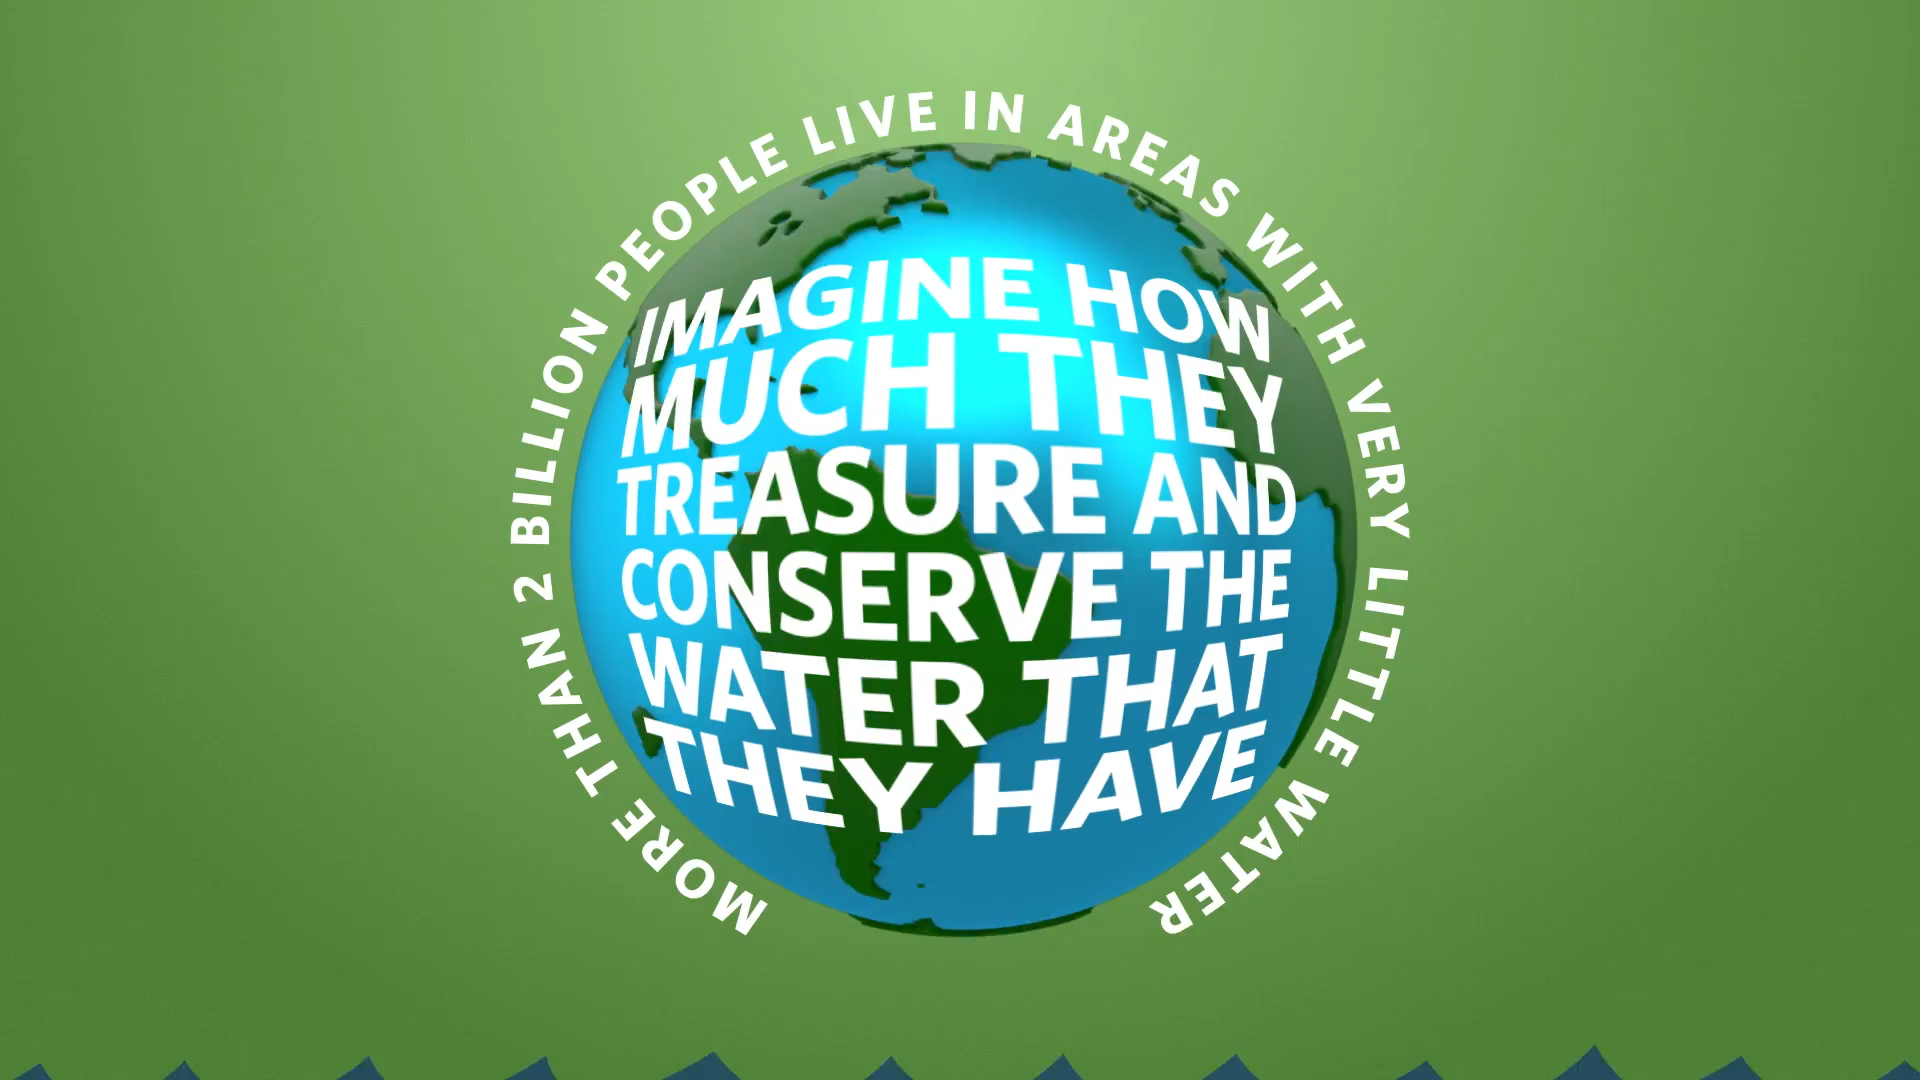 MORE THAN 2 BILLION PEOPLE LIVE IN AREAS WITH VERY LITTLE WATER
IMAGINE HOW
MUCH THEY
TREASURE AND
CONSERVE THE
WATER THAT
THEY HAVE